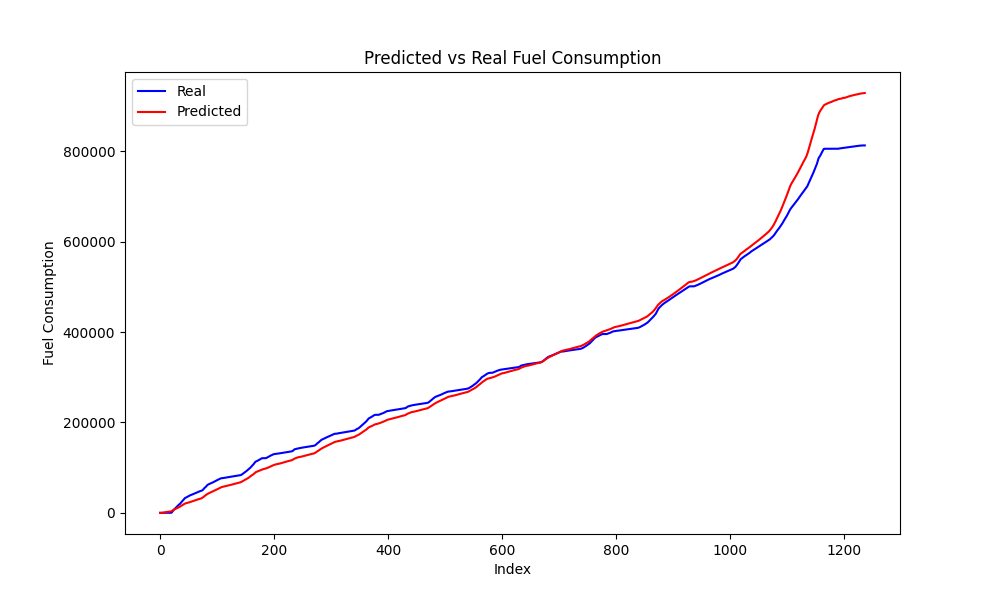 Predicted vs Real Fuel Consumption
Real
Predicted
Fuel Consumption
800000
600000
400000
200000
0
0 200 400 600 800 1000 1200
Index